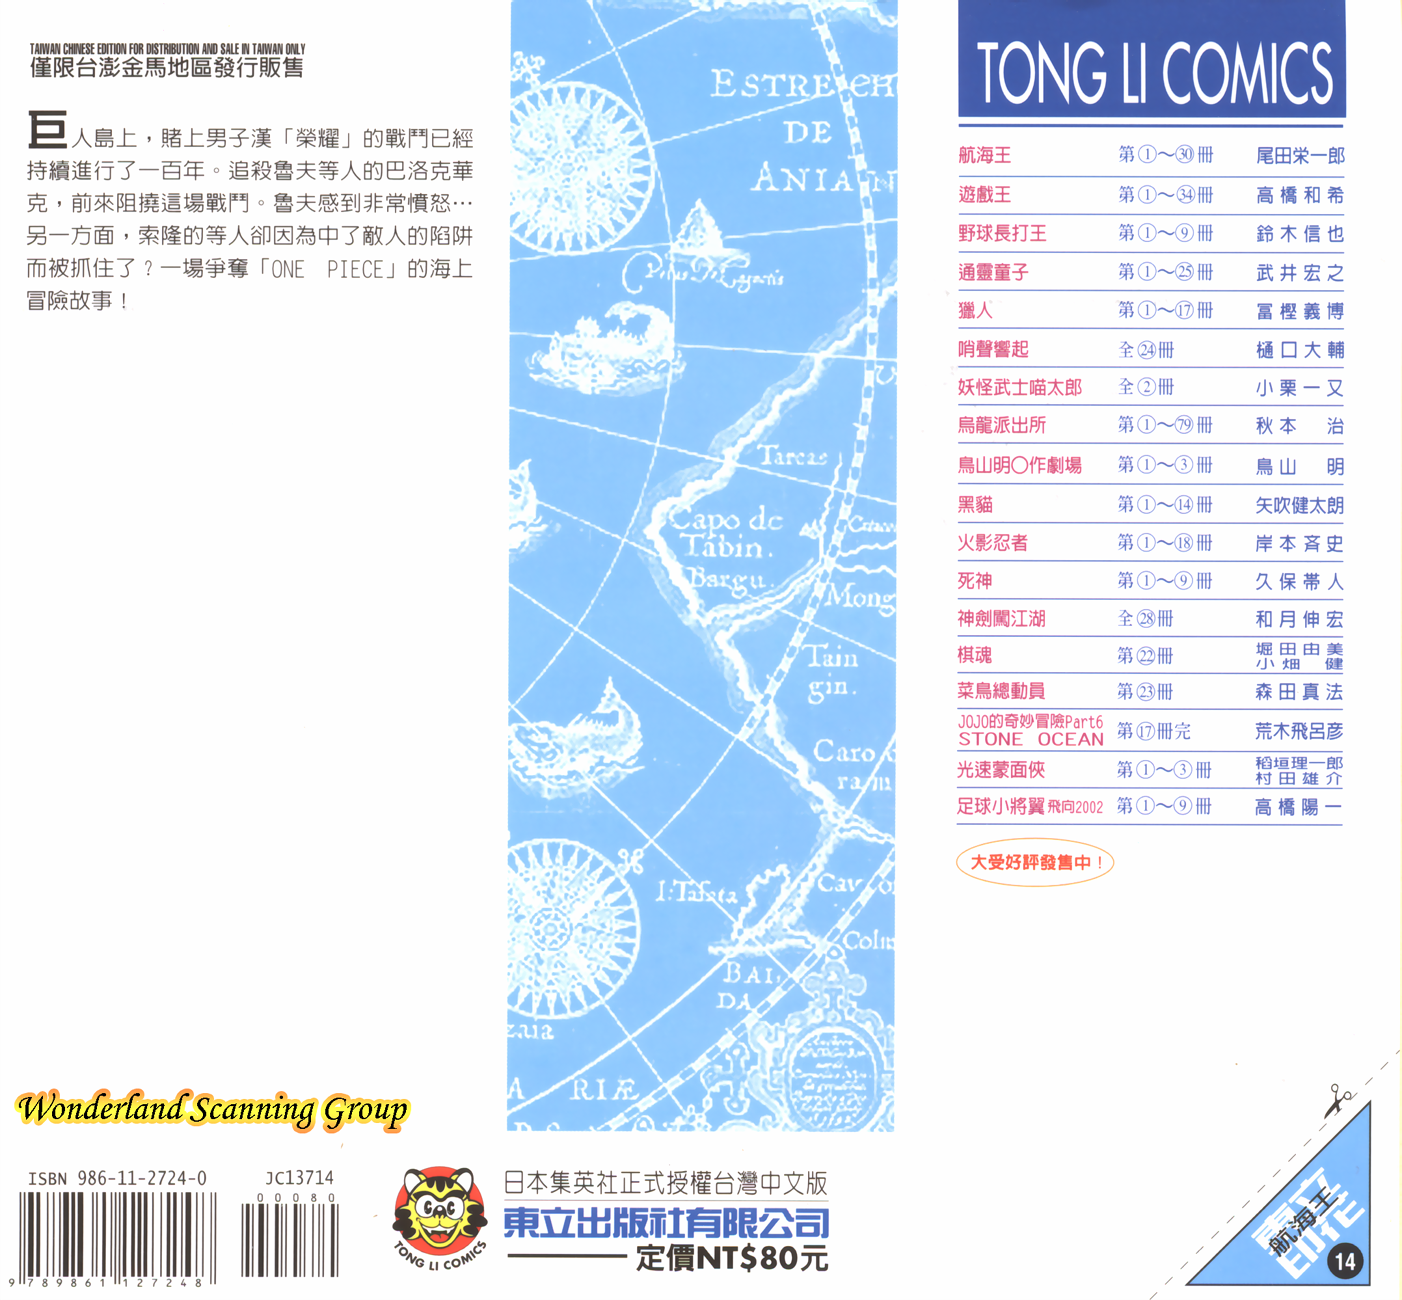 TAIWAN CHINESE EDITION FOR DISTRIBUTION AND SALE IN TAIWAN ONLY
僅限台澎金馬地區發行販售
巨人島上，賭上男子漢「榮耀」的戰鬥已經
持續進行了一百年。追殺魯夫等人的巴洛克華
克，前來阻撓這場戰鬥。魯夫感到非常憤怒…
另一方面，索隆的等人卻因為中了敵人的陷阱
而被抓住了？一場爭奪「ONE PIECE」的海上
冒險故事！
Wonderland Scanning Group
ISBN 986-11-2724-0
9 789861 127248
JC13714
00080
ESTRECH
DE
ANIAN
Tarcas
Capo de
Tabin.
Bargu.
Mong
Tain
gin.
Caro
ram
I:Tafata
Cav
Colm
BAI
DA
A RIÆ
TONG LI COMICS
日本集英社正式授權台灣中文版
東立出版社有限公司
定價NT$80元
TONG LI COMICS
航海王 第①～㉚冊 尾田栄一郎
遊戲王 第①～㉞冊 高橋和希
野球長打王 第①～⑨冊 鈴木信也
通靈童子 第①～㉕冊 武井宏之
獵人 第①～⑰冊 冨樫義博
哨聲響起 全㉔冊 樋口大輔
妖怪武士喵太郎 全②冊 小栗一又
烏龍派出所 第①～79冊 秋本 治
鳥山明〇作劇場 第①～③冊 鳥山 明
黑貓 第①～⑭冊 矢吹健太朗
火影忍者 第①～⑱冊 岸本斉史
死神 第①～⑨冊 久保帯人
神劍闖江湖 全㉘冊 和月伸宏
棋魂 第㉒冊 堀田由美
小畑 健
菜鳥總動員 第㉓冊 森田真法
JOJO的奇妙冒險Part6
STONE OCEAN 第⑰冊完 荒木飛呂彦
光速蒙面俠 第①～③冊 稻垣理一郎
村田雄介
足球小將翼 飛向2002 第①～⑨冊 高橋陽一
大受好評發售中！
東立
印花
航海王
14